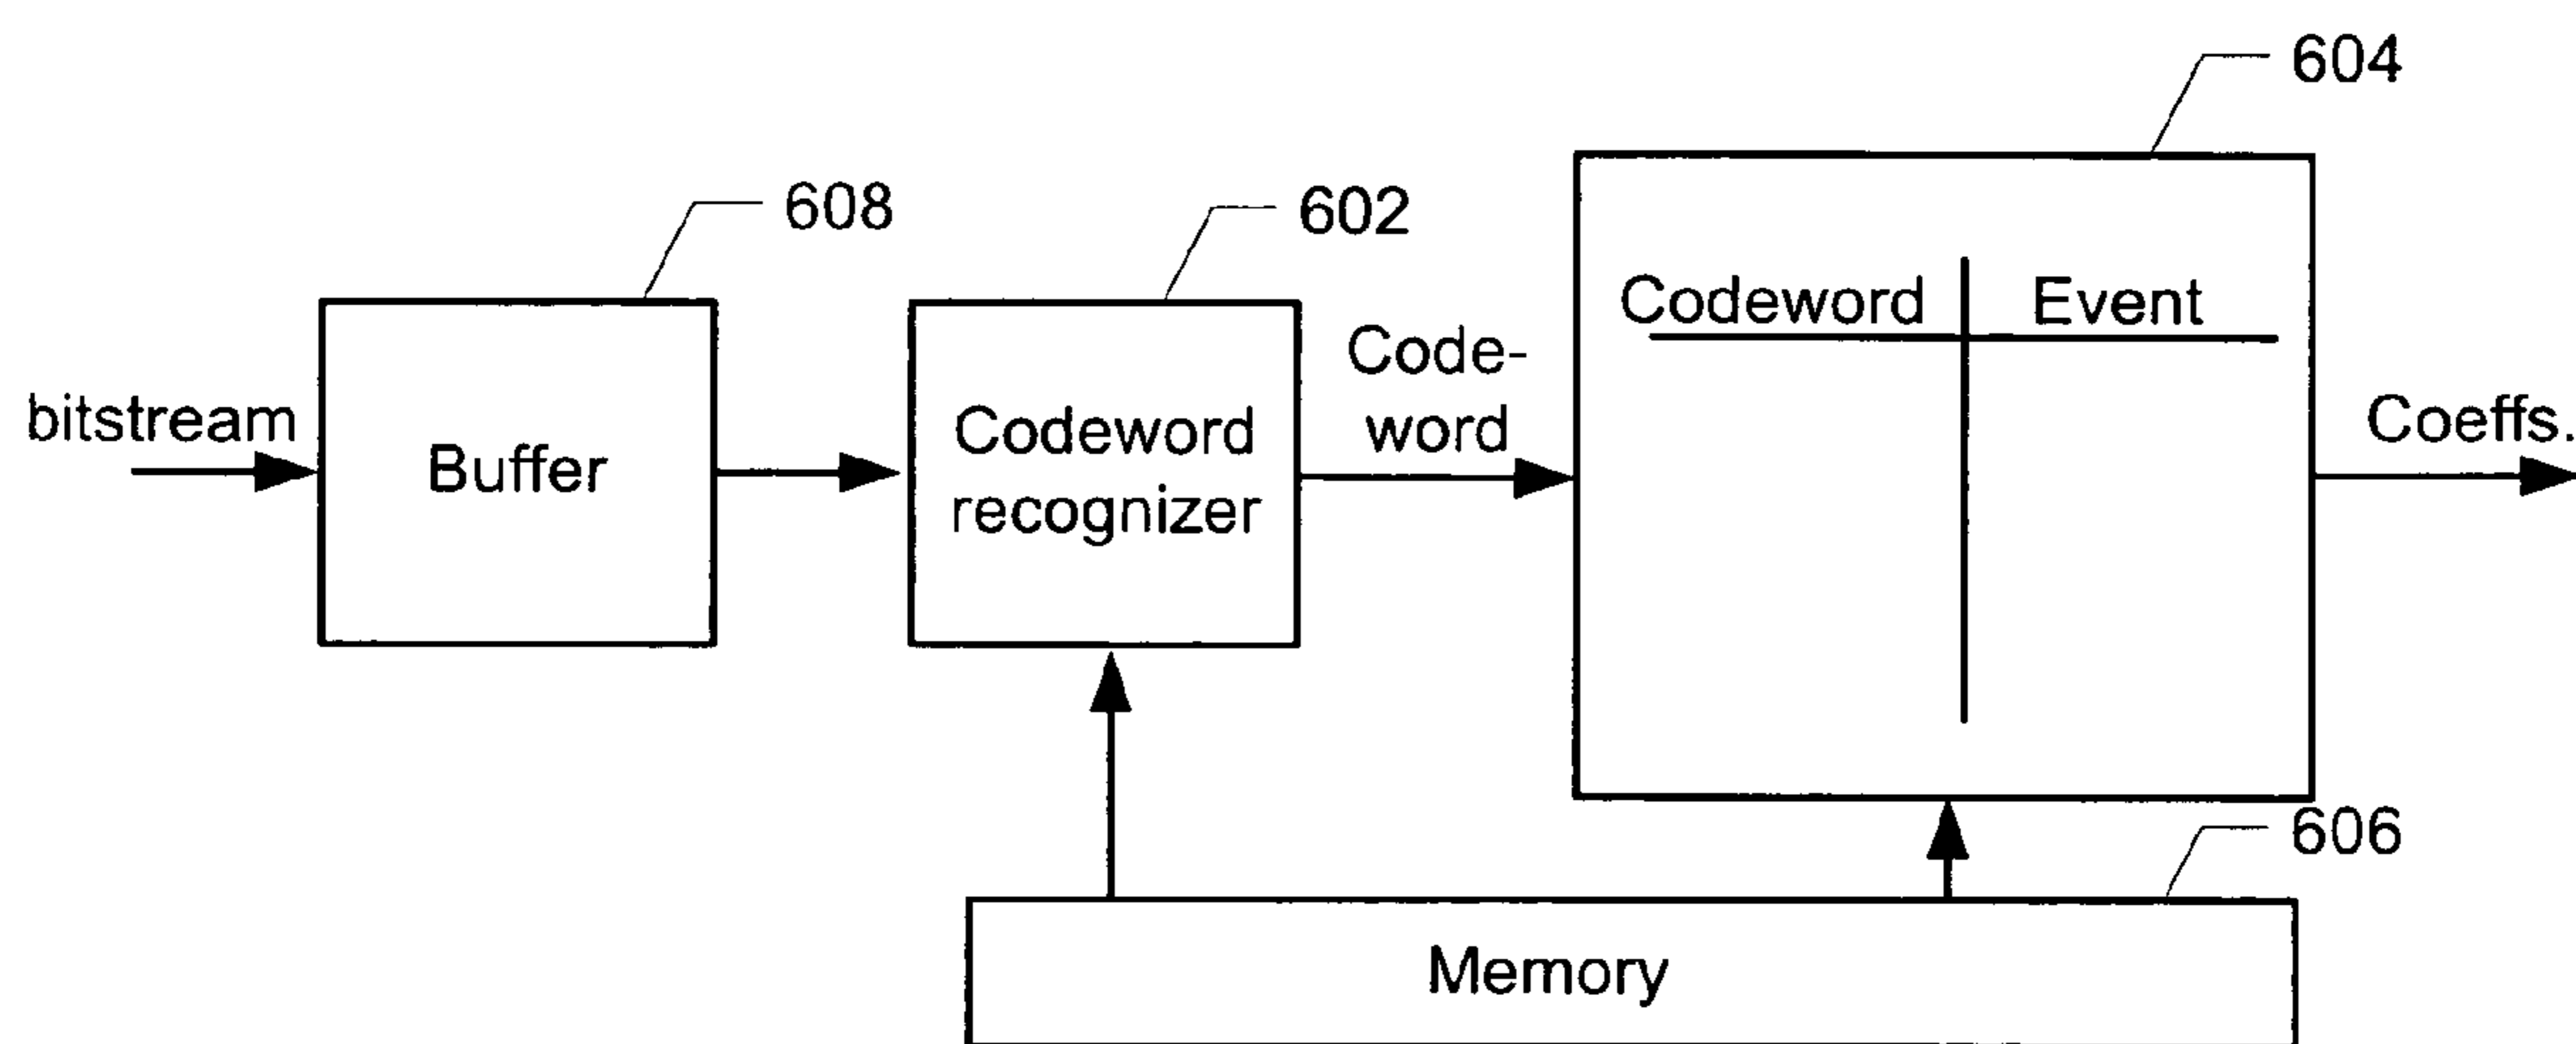 604
608
602
Codeword Event
Code-
word
bitstream
Buffer
Codeword
recognizer
Coeffs.
606
Memory